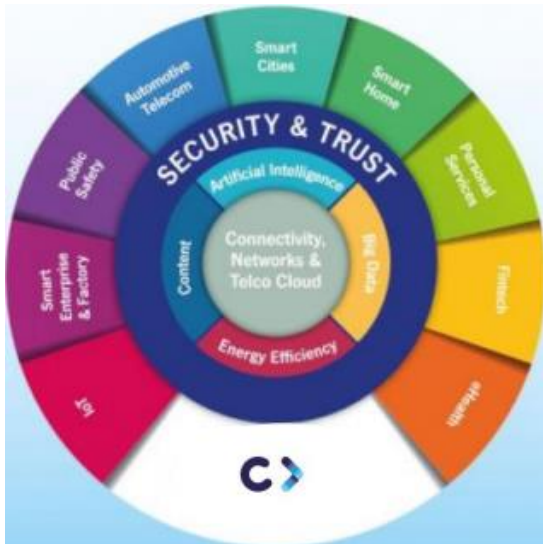 Smart
Cities
Smart
Home
Personal
Services
Fintech
eHealth
IoT
Smart
Enterprise
& Factory
Public
Safety
Automotive
Telecom
SECURITY & TRUST
Artificial Intelligence
Big Data
Energy Efficiency
Content
Connectivity,
Networks &
Telco Cloud